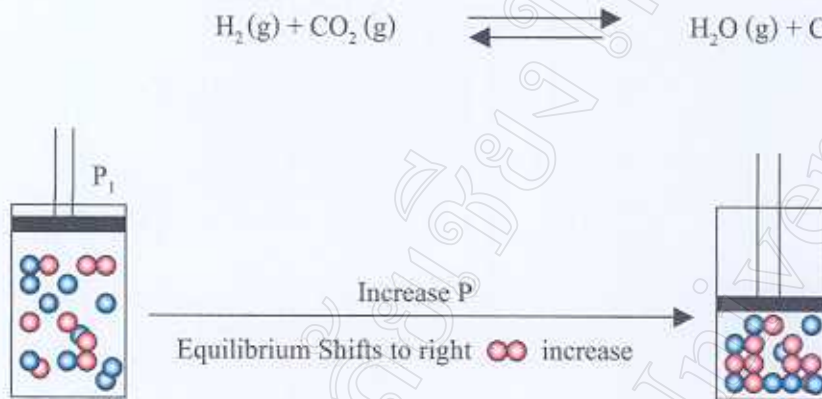 H₂ (g) + CO₂ (g) ⇌ H₂O (g) + C
P₁
Increase P
Equilibrium Shifts to right increase